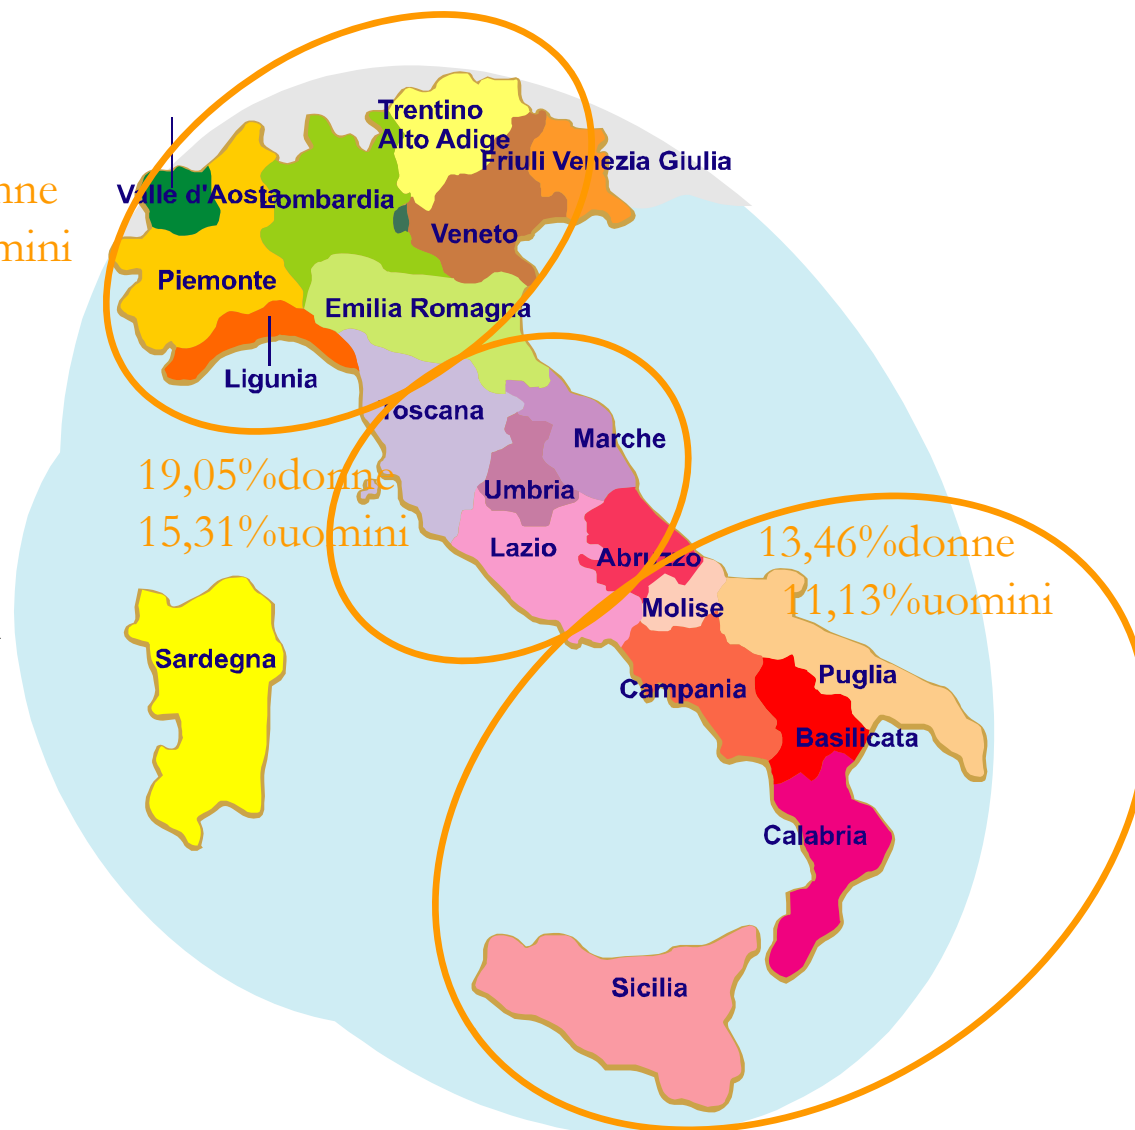 Trentino
Alto Adige
Friuli Venezia Giulia
Valle d'Aosta
Lombardia
Veneto
Piemonte
Emilia Romagna
Ligunia
Toscana
Marche
19,05%donne
15,31%uomini
Umbria
Lazio
Abruzzo
13,46%donne
11,13%uomini
Molise
Sardegna
Campania
Puglia
Basilicata
Calabria
Sicilia